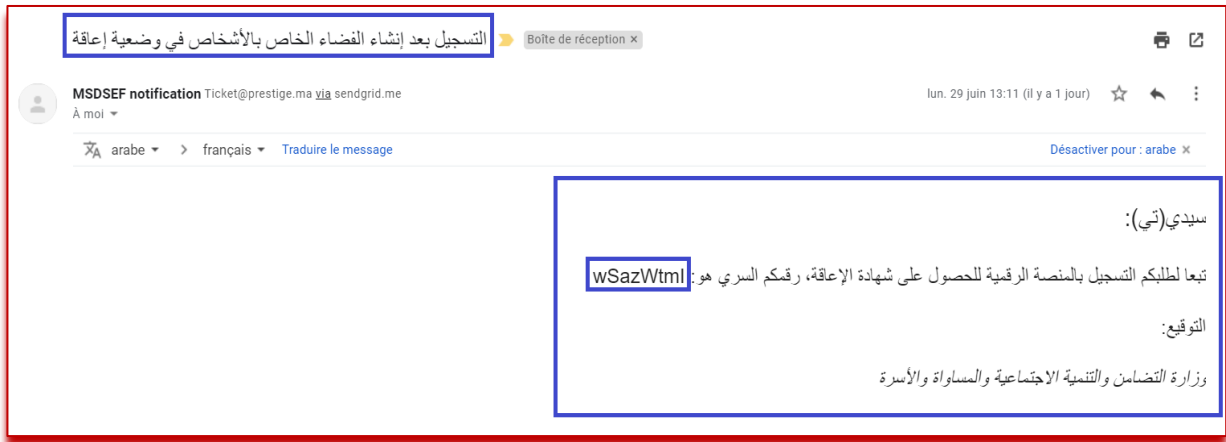 التسجيل بعد إنشاء الفضاء الخاص بالأشخاص في وضعية إعاقة Boîte de réception ×
MSDSEF notification Ticket@prestige.ma via sendgrid.me lun. 29 juin 13:11 (il y a 1 jour)
À moi
arabe > français Traduire le message Désactiver pour : arabe ×
سيدي(تي):
تبعا لطلبكم التسجيل بالمنصة الرقمية للحصول على شهادة الإعاقة، رقمكم السري هو: wSazWtmI
التوقيع:
وزارة التضامن والتنمية الاجتماعية والمساواة والأسرة